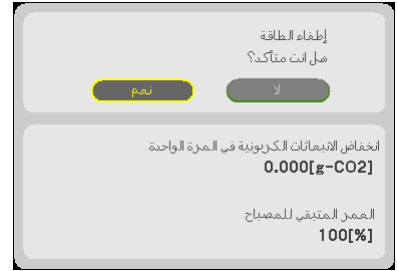 إطفاء الطاقة
هل انت متأكد؟
لا
نعم
انخفاض الانبعاثات الكربونية في المرة الواحدة
0.000[g-CO2]
العمر المتبقي للمصباح
100[%]